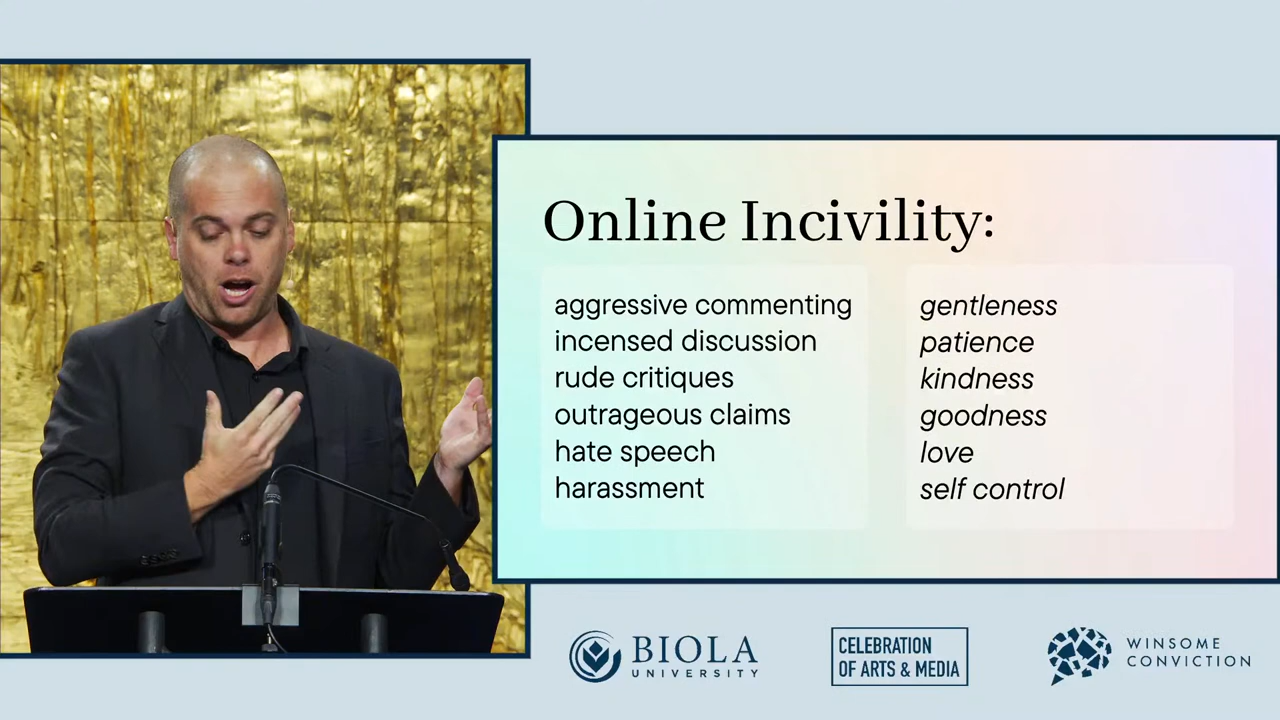 Online Incivility:
aggressive commenting
incensed discussion
rude critiques
outrageous claims
hate speech
harassment
gentleness
patience
kindness
goodness
love
self control
BIOLA
UNIVERSITY
CELEBRATION
OF ARTS & MEDIA
WINSOME
CONVICTION